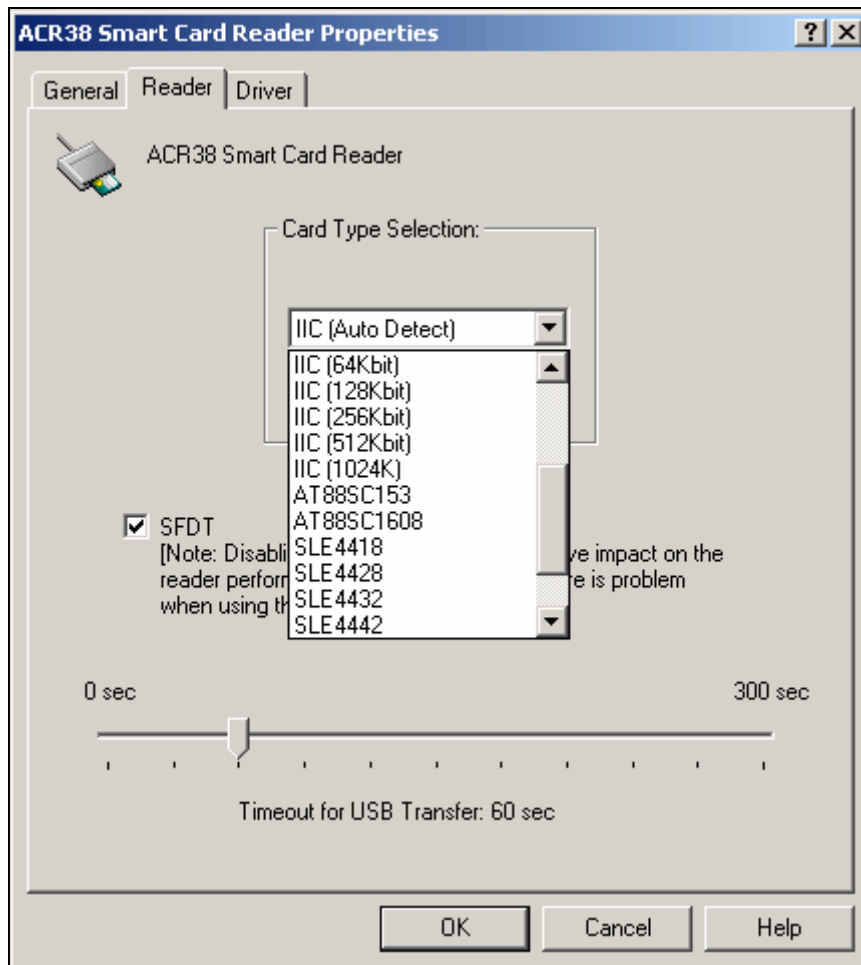 ACR38 Smart Card Reader Properties
General Reader Driver
ACR38 Smart Card Reader
Card Type Selection:
IIC (Auto Detect)
IIC (64Kbit)
IIC (128Kbit)
IIC (256Kbit)
IIC (512Kbit)
IIC (1024K)
AT88SC153
AT88SC1608
SLE4418
SLE4428
SLE4432
SLE4442
SFDT
[Note: Disabli ve impact on the
reader perform re is problem
when using th
0 sec 300 sec
Timeout for USB Transfer: 60 sec
OK Cancel Help